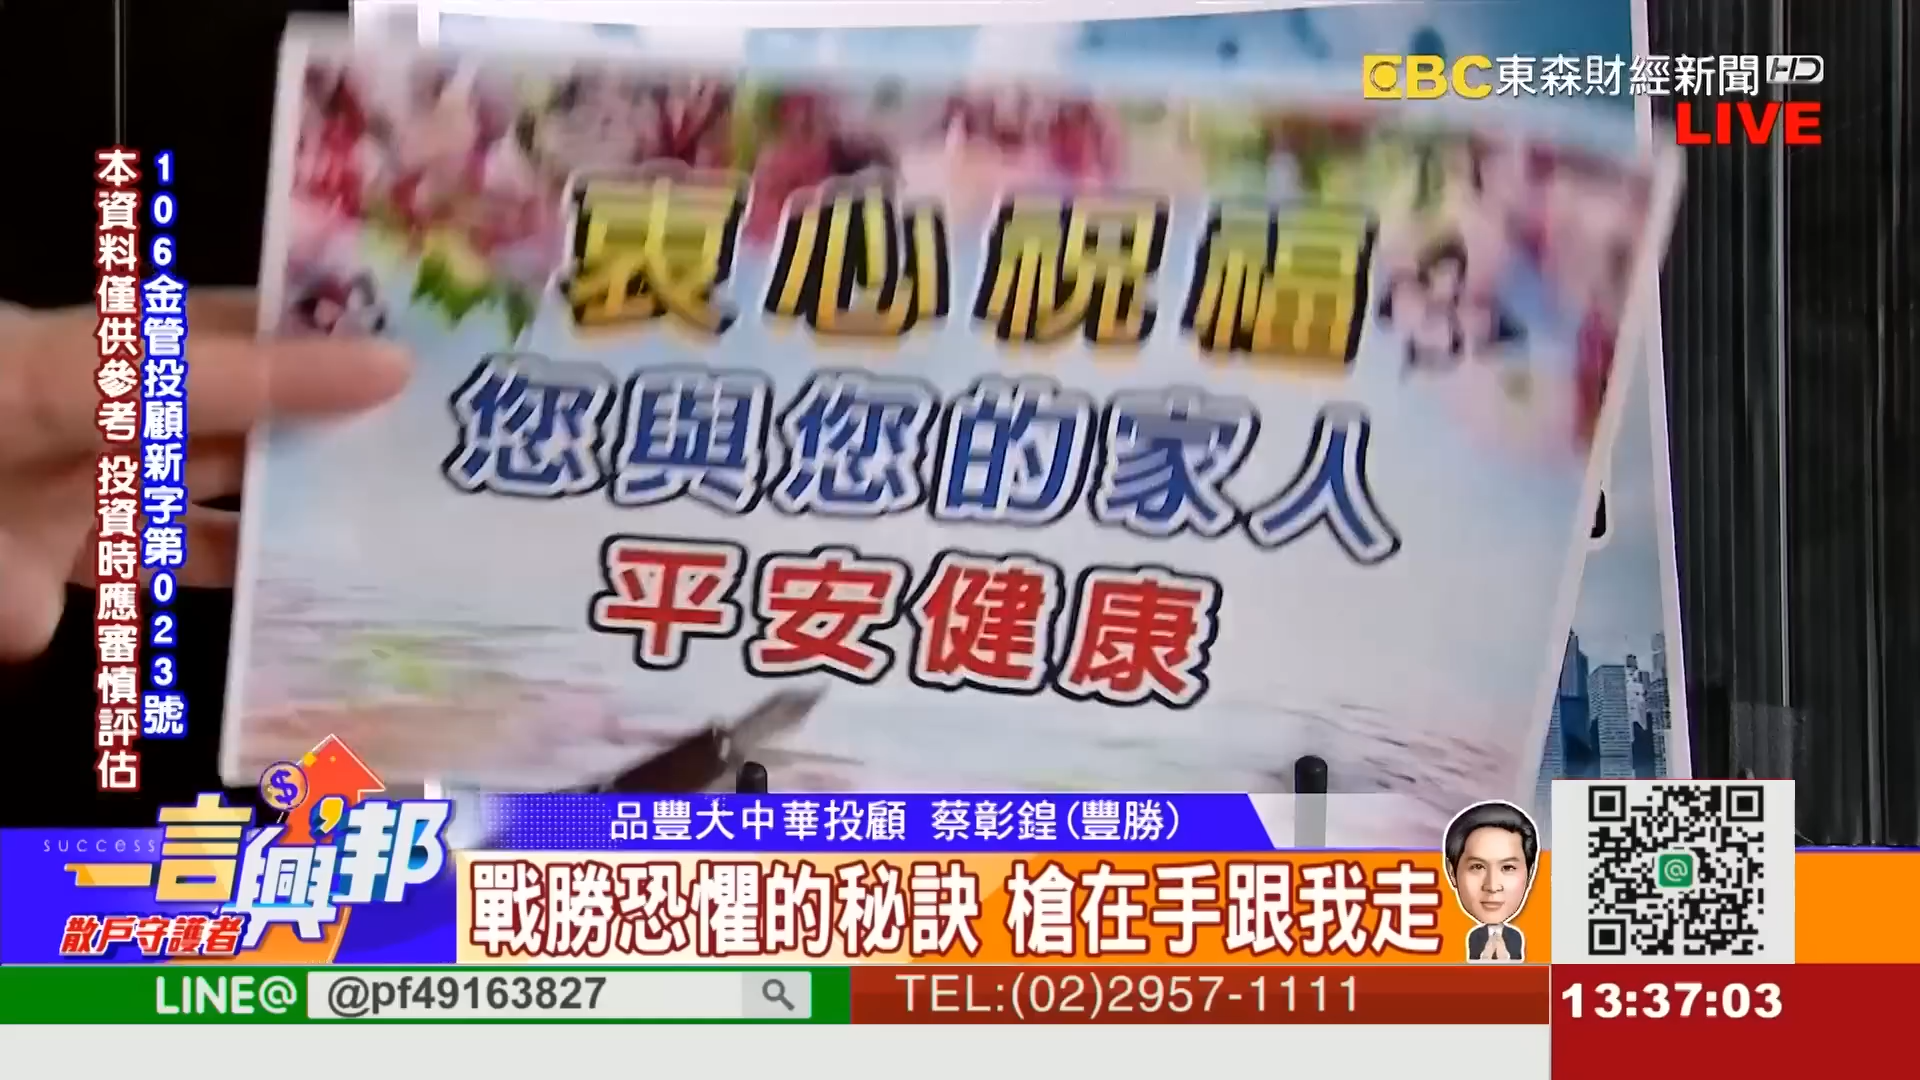 EBC東森財經新聞HD
LIVE
106金管投顧新字第023號
本資料僅供參考 投資時應審慎評估
衷心祝福
您與您的家人
平安健康
success
一言興邦
散戶守護者
品豐大中華投顧 蔡彰鍠(豐勝)
戰勝恐懼的秘訣 槍在手跟我走
LINE@ @pf49163827
TEL:(02)2957-1111
13:37:03